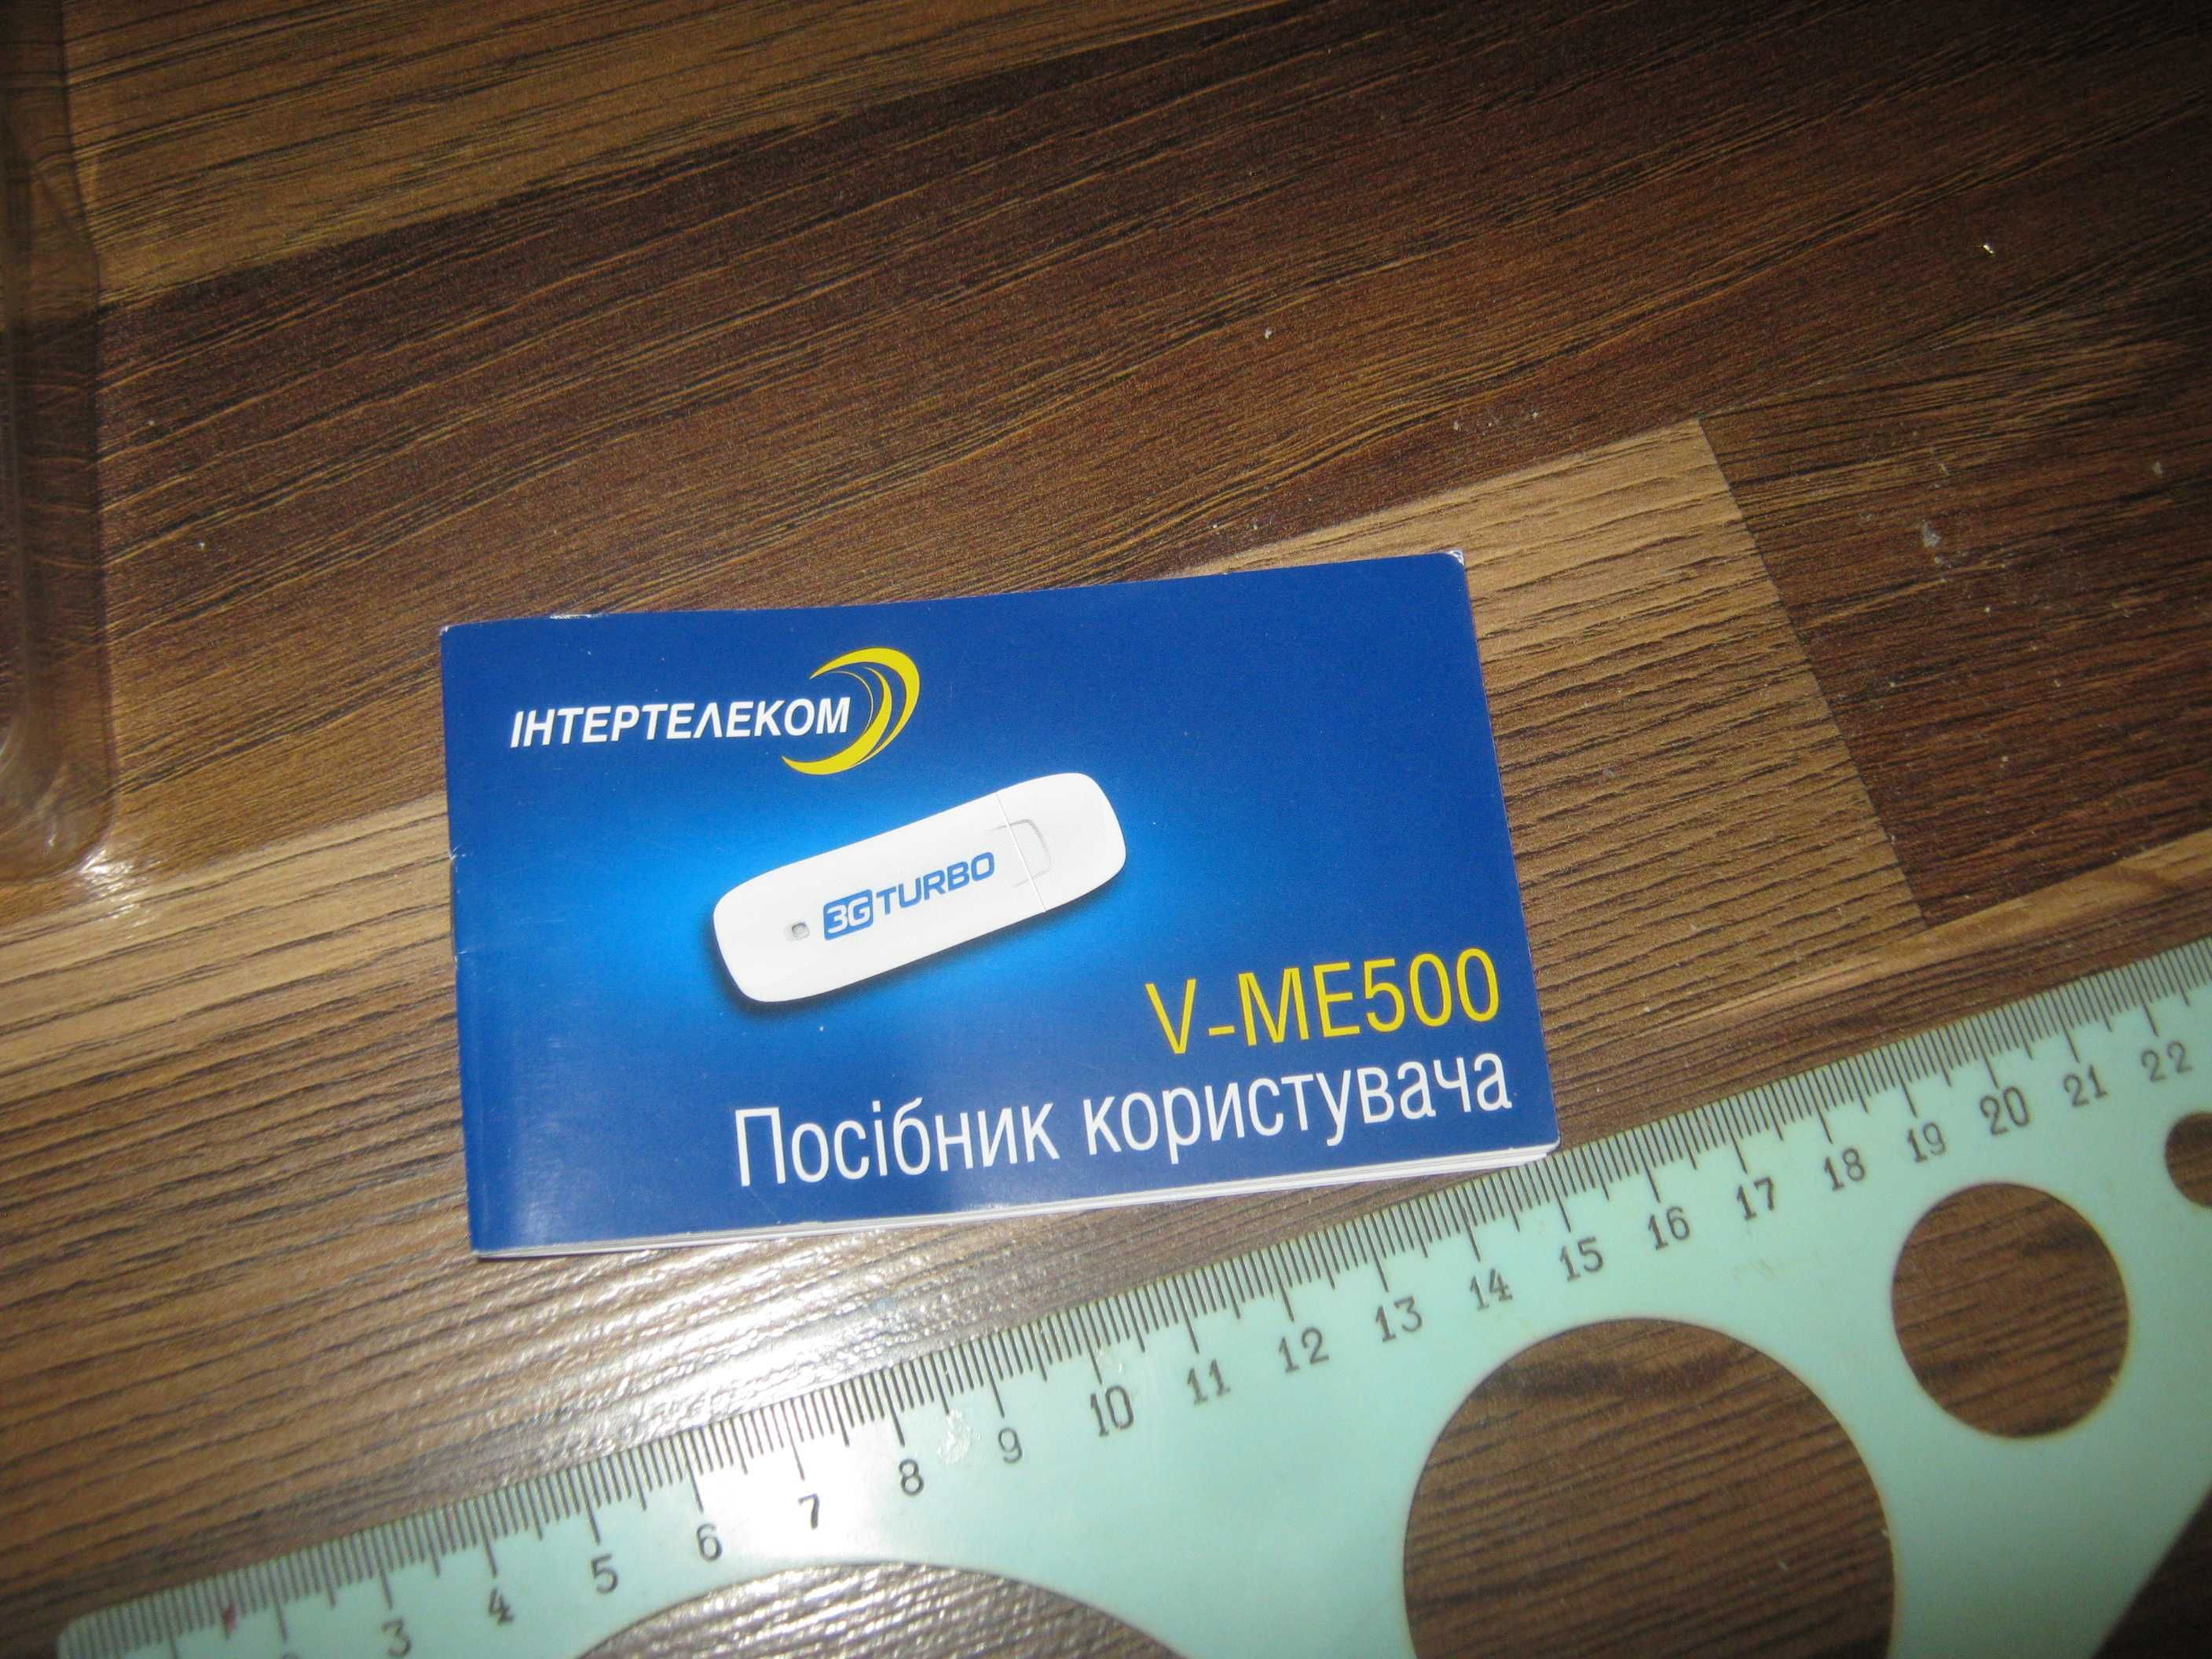 ІНТЕРТЕЛЕКОМ
3G TURBO
V-ME500
Посібник користувача
3 4 5 6 7 8 9 10 11 12 13 14 15 16 17 18 19 20 21 22